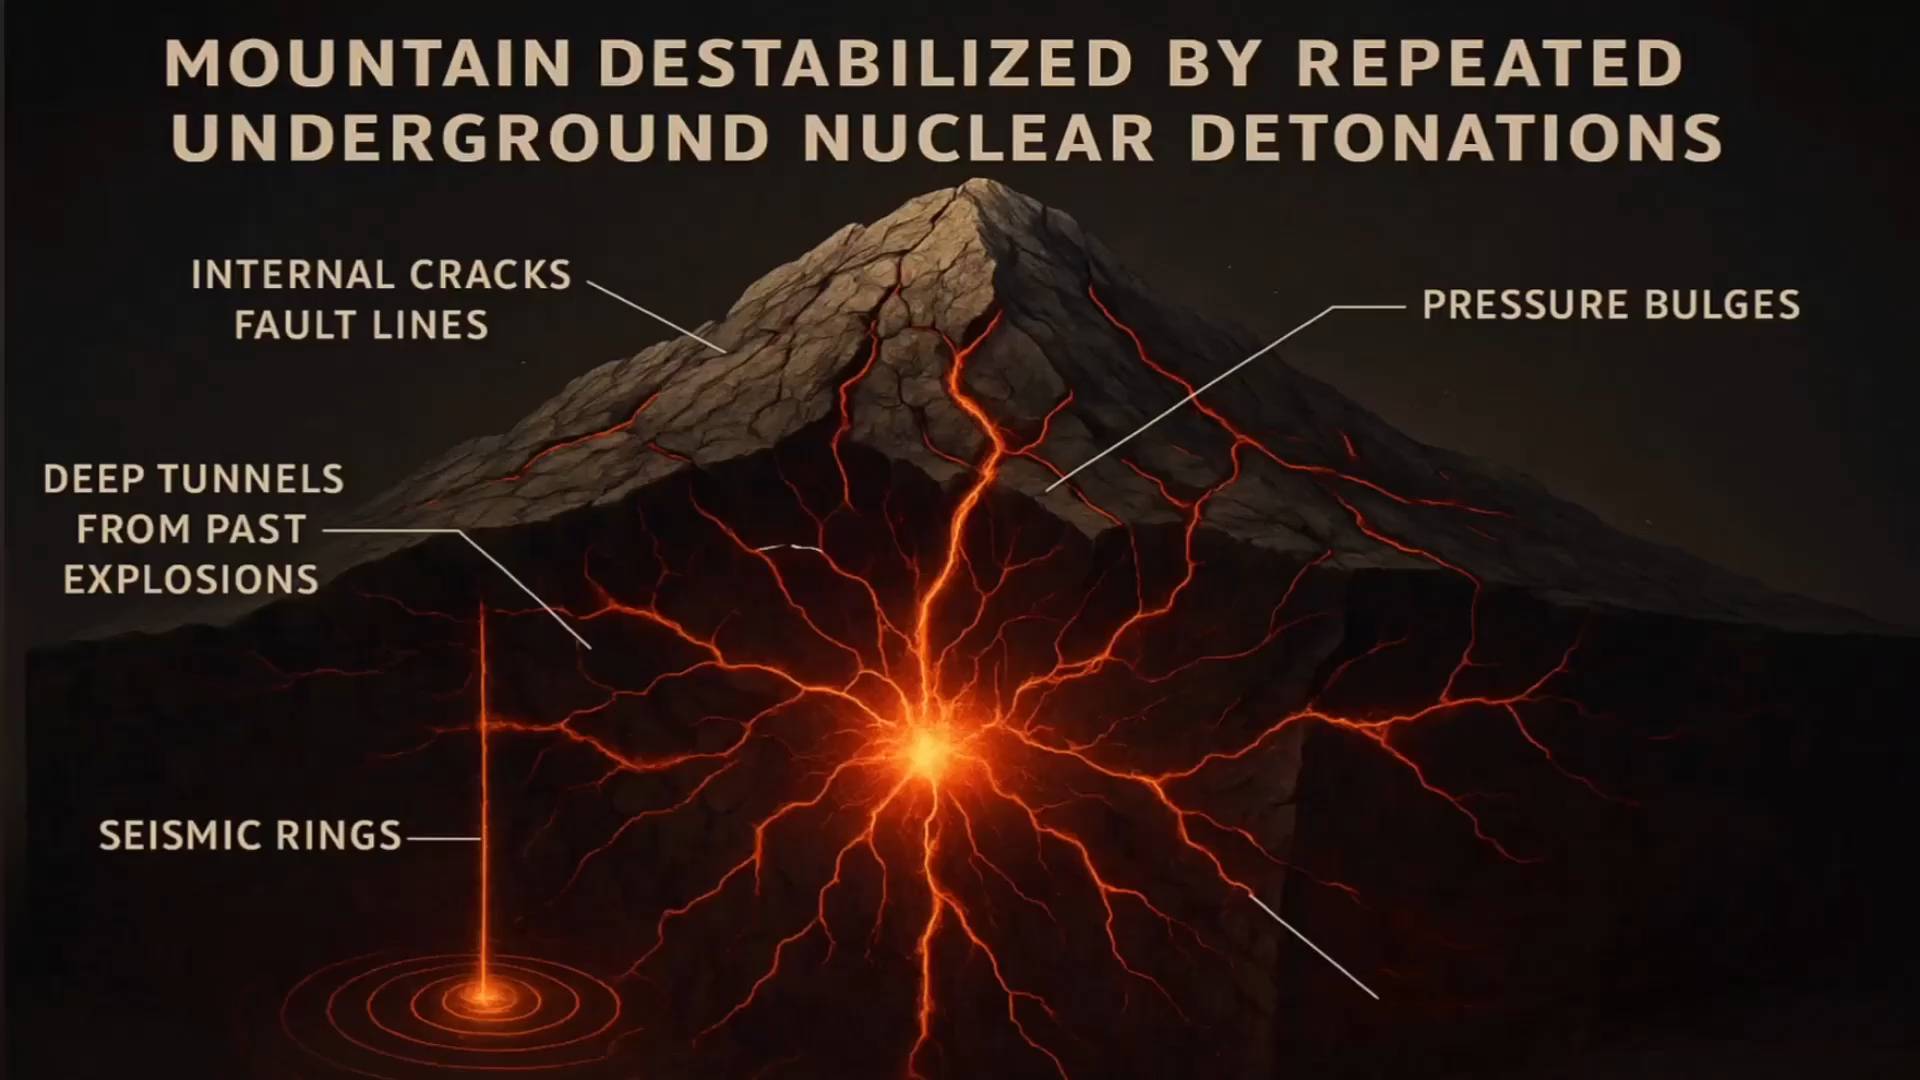 MOUNTAIN DESTABILIZED BY REPEATED
UNDERGROUND NUCLEAR DETONATIONS
INTERNAL CRACKS
FAULT LINES
PRESSURE BULGES
DEEP TUNNELS
FROM PAST
EXPLOSIONS
SEISMIC RINGS